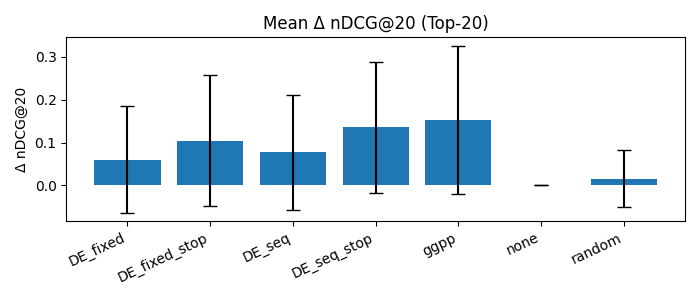 Mean Δ nDCG@20 (Top-20)
Δ nDCG@20
0.3
0.2
0.1
0.0
DE_fixed
DE_fixed_stop
DE_seq
DE_seq_stop
ggpp
none
random